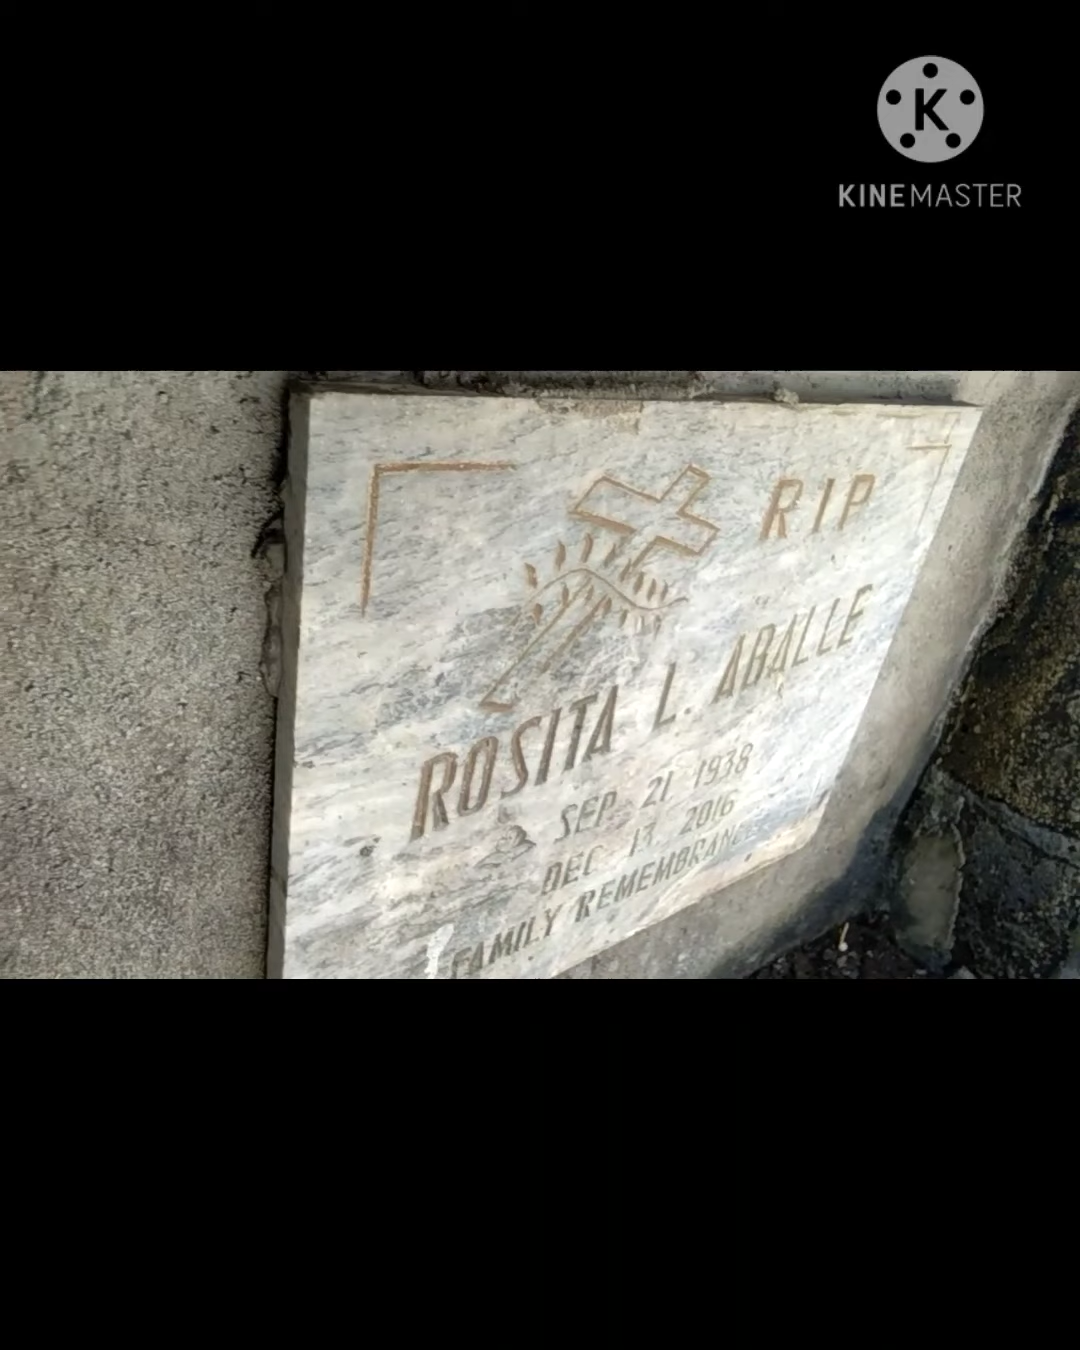 K
KINEMASTER
RIP
ROSITA L. ABALLE
SEP. 21, 1938
DEC. 13, 2016
FAMILY REMEMBRANCE